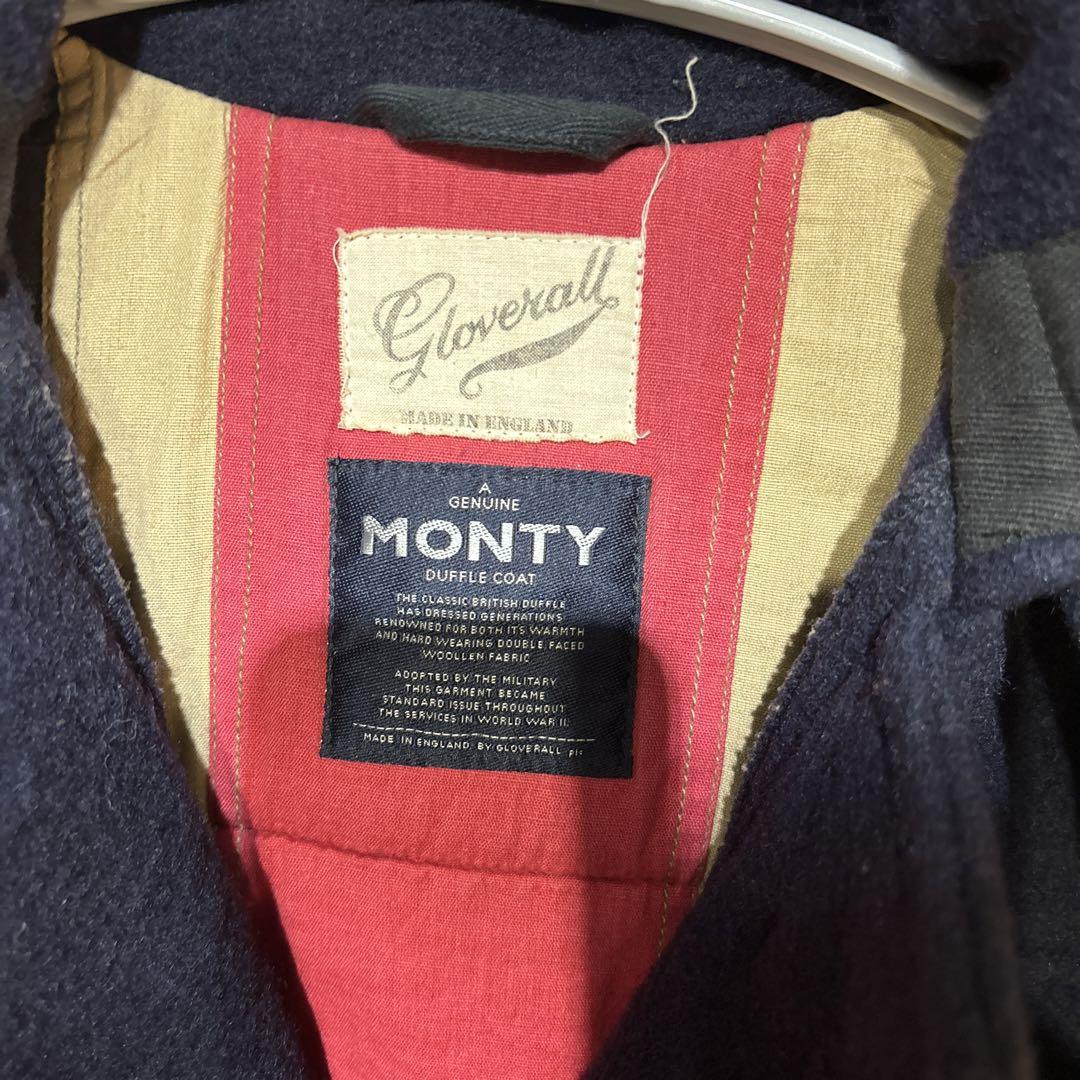 Gloverall
MADE IN ENGLAND
A
GENUINE
MONTY
DUFFLE COAT
THE CLASSIC BRITISH DUFFLE
HAS DRESSED GENERATIONS
RENOWNED FOR BOTH ITS WARMTH
AND HARD WEARING DOUBLE FACED
WOOLLEN FABRIC
ADOPTED BY THE MILITARY
THIS GARMENT BECAME
STANDARD ISSUE THROUGHOUT
THE SERVICES IN WORLD WAR II.
MADE IN ENGLAND BY GLOVERALL plc